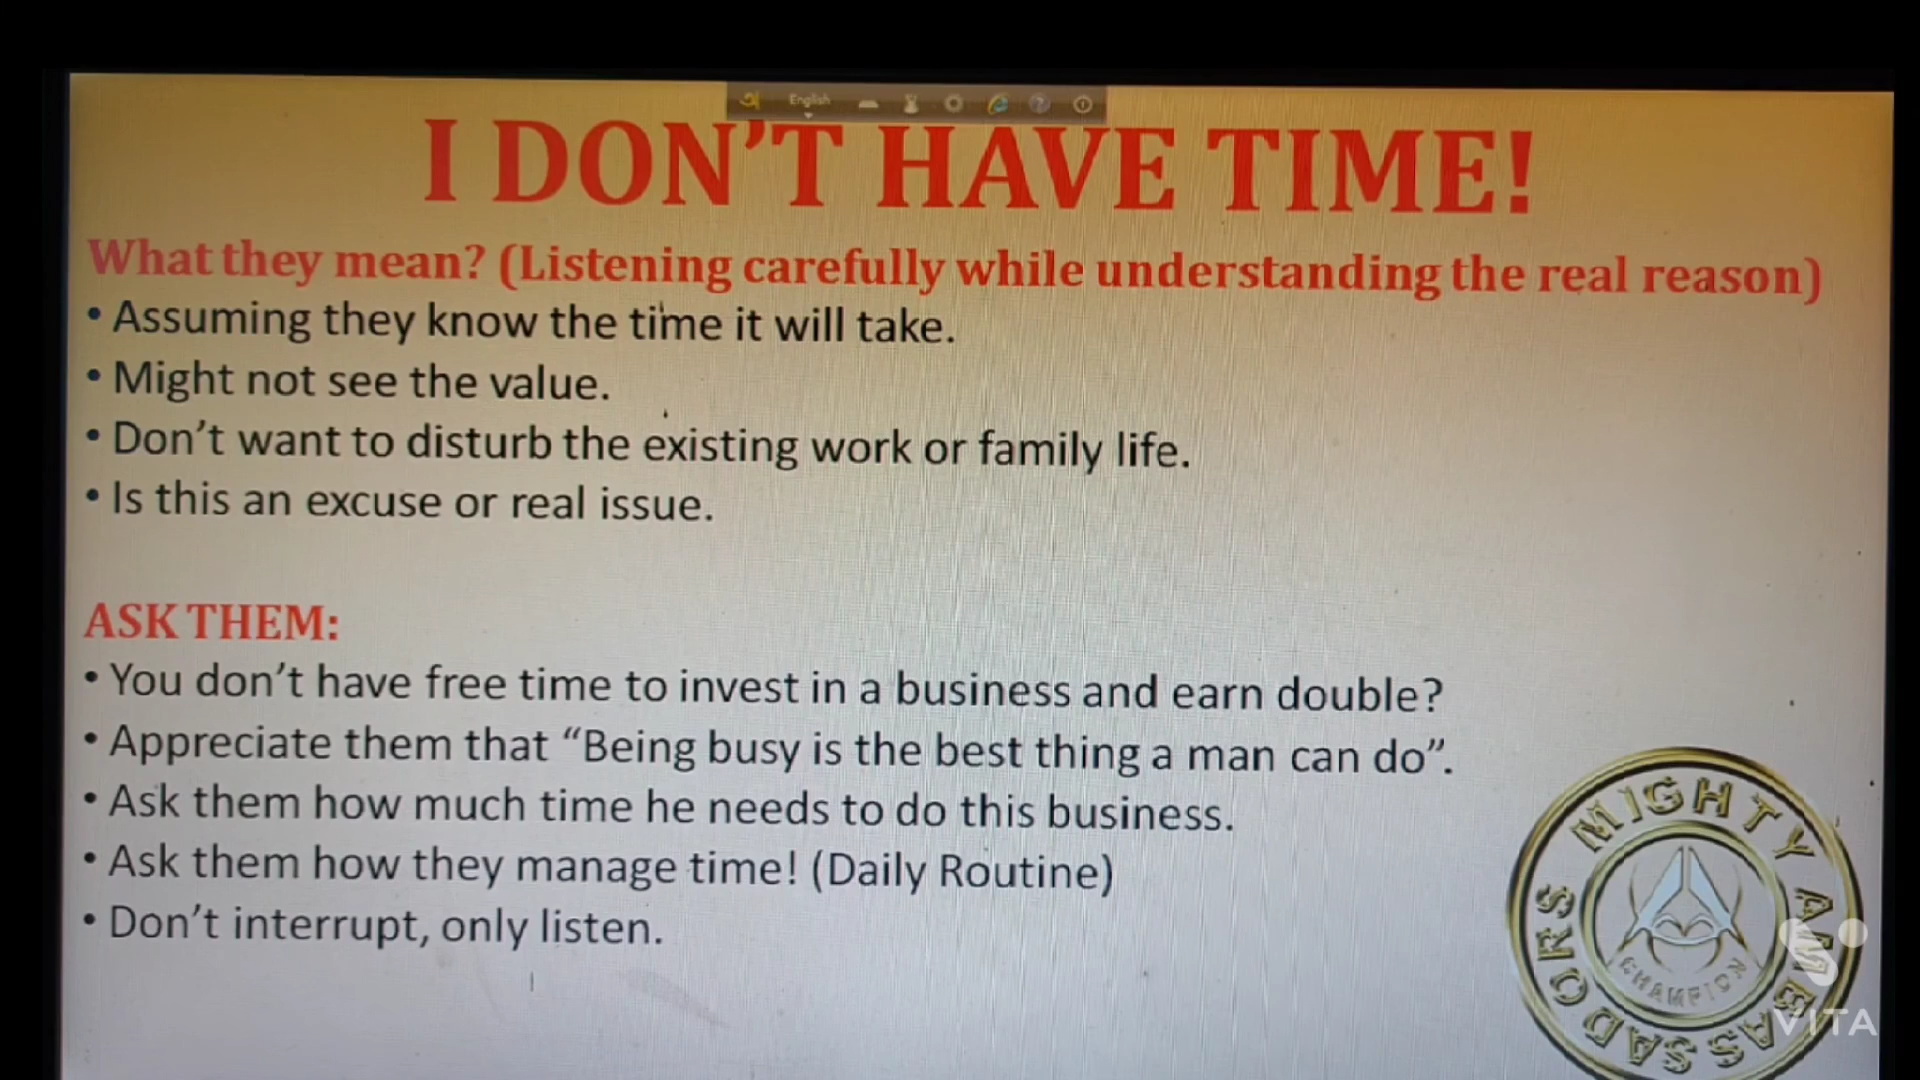 English
I DON'T HAVE TIME!
What they mean? (Listening carefully while understanding the real reason)
• Assuming they know the time it will take.
• Might not see the value.
• Don't want to disturb the existing work or family life.
• Is this an excuse or real issue.
ASK THEM:
• You don't have free time to invest in a business and earn double?
• Appreciate them that “Being busy is the best thing a man can do”.
• Ask them how much time he needs to do this business.
• Ask them how they manage time! (Daily Routine)
• Don't interrupt, only listen.
MIGHTY AMBASSADORS
CHAMPION
VITA